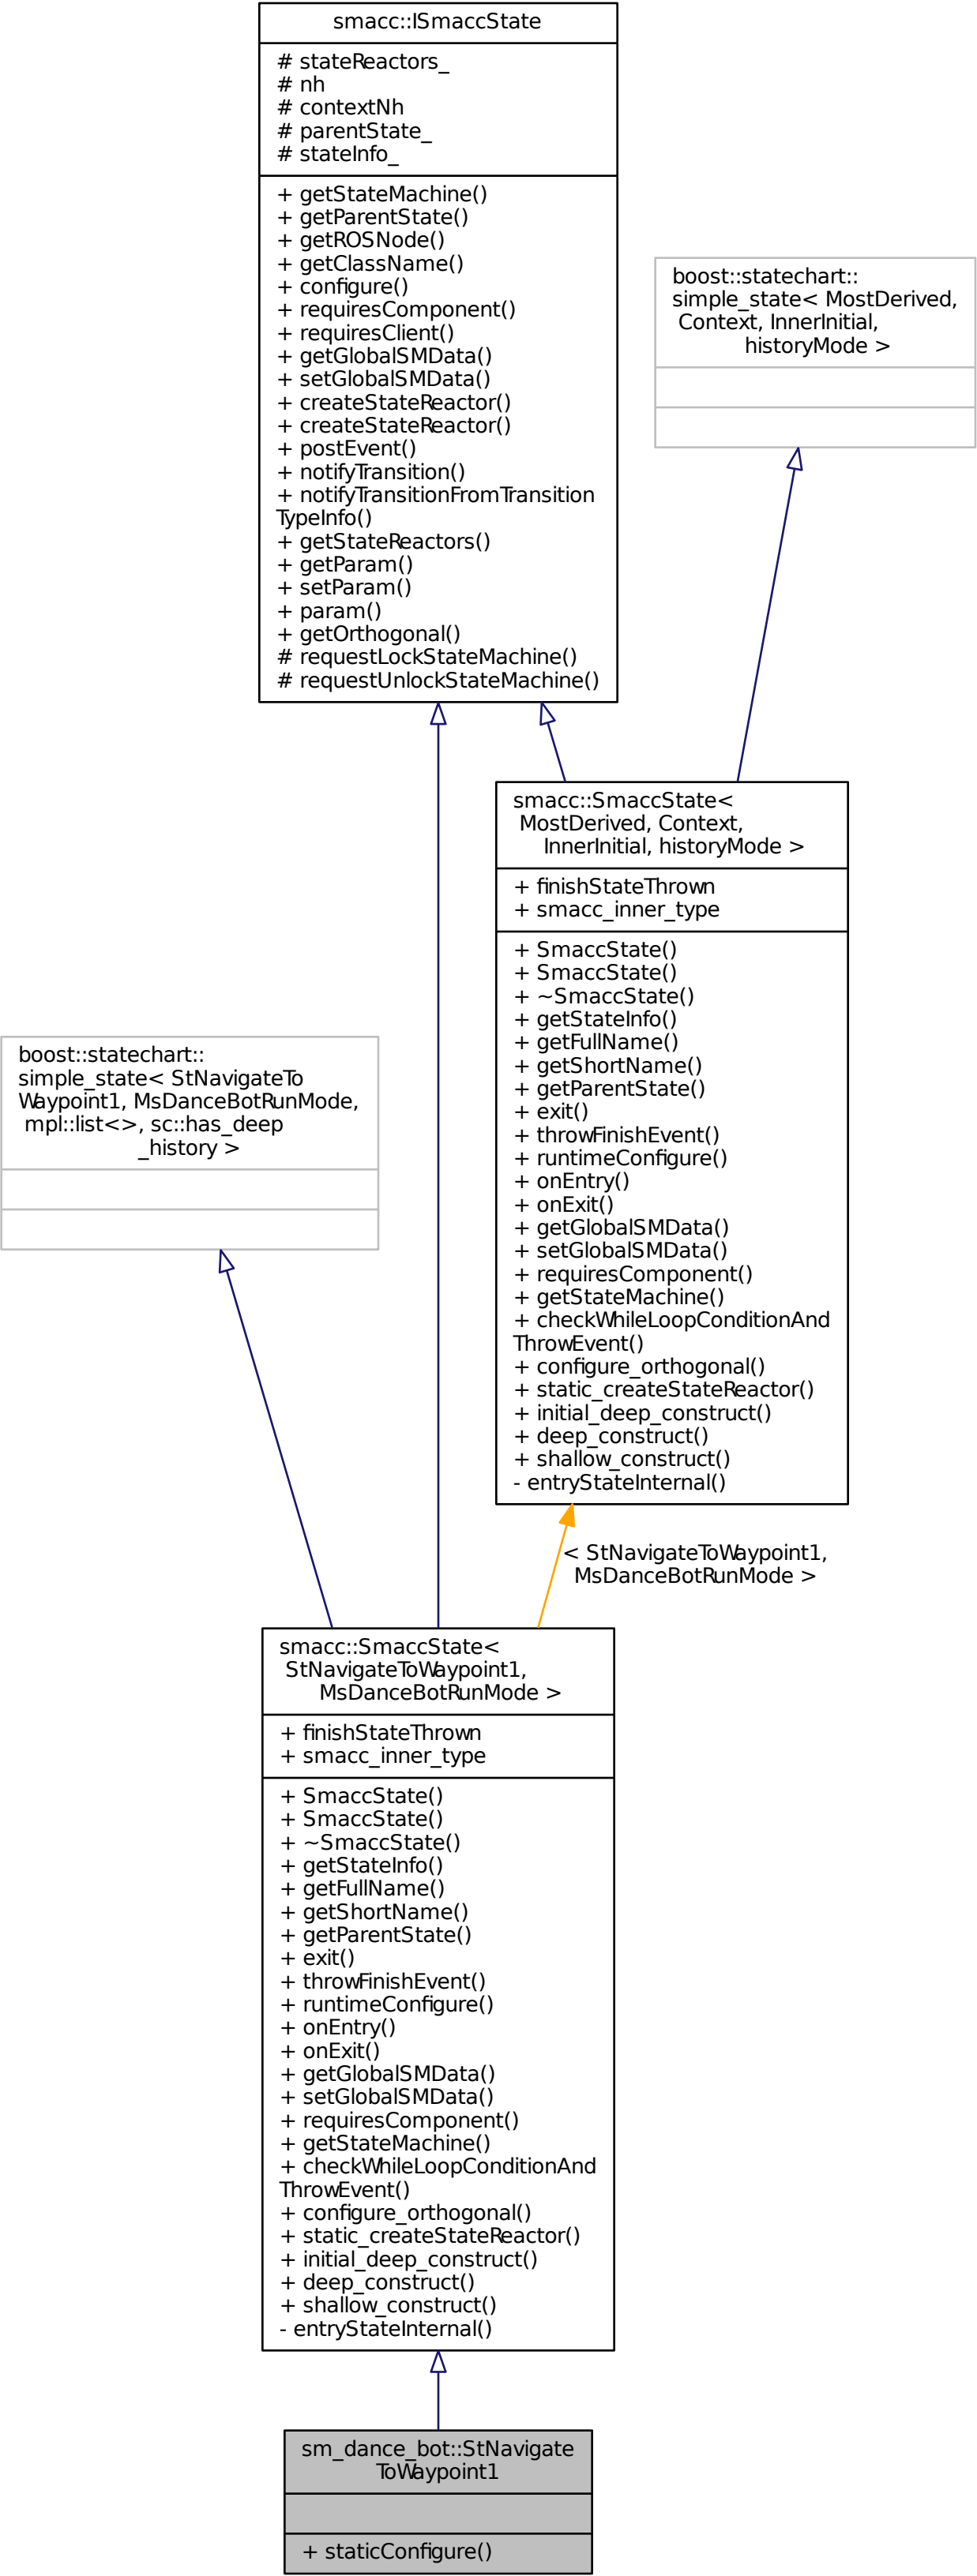 smacc::ISmaccState
# stateReactors_
# nh
# contextNh
# parentState_
# stateInfo_
+ getStateMachine()
+ getParentState()
+ getROSNode()
+ getClassName()
+ configure()
+ requiresComponent()
+ requiresClient()
+ getGlobalSMData()
+ setGlobalSMData()
+ createStateReactor()
+ createStateReactor()
+ postEvent()
+ notifyTransition()
+ notifyTransitionFromTransition
TypeInfo()
+ getStateReactors()
+ getParam()
+ setParam()
+ param()
+ getOrthogonal()
# requestLockStateMachine()
# requestUnlockStateMachine()
boost::statechart::
simple_state< MostDerived,
Context, InnerInitial,
historyMode >
smacc::SmaccState<
MostDerived, Context,
InnerInitial, historyMode >
+ finishStateThrown
+ smacc_inner_type
+ SmaccState()
+ SmaccState()
+ ~SmaccState()
+ getStateInfo()
+ getFullName()
+ getShortName()
+ getParentState()
+ exit()
+ throwFinishEvent()
+ runtimeConfigure()
+ onEntry()
+ onExit()
+ getGlobalSMData()
+ setGlobalSMData()
+ requiresComponent()
+ getStateMachine()
+ checkWhileLoopConditionAnd
ThrowEvent()
+ configure_orthogonal()
+ static_createStateReactor()
+ initial_deep_construct()
+ deep_construct()
+ shallow_construct()
- entryStateInternal()
boost::statechart::
simple_state< StNavigateTo
Waypoint1, MsDanceBotRunMode,
mpl::list<>, sc::has_deep
_history >
< StNavigateToWaypoint1,
MsDanceBotRunMode >
smacc::SmaccState<
StNavigateToWaypoint1,
MsDanceBotRunMode >
+ finishStateThrown
+ smacc_inner_type
+ SmaccState()
+ SmaccState()
+ ~SmaccState()
+ getStateInfo()
+ getFullName()
+ getShortName()
+ getParentState()
+ exit()
+ throwFinishEvent()
+ runtimeConfigure()
+ onEntry()
+ onExit()
+ getGlobalSMData()
+ setGlobalSMData()
+ requiresComponent()
+ getStateMachine()
+ checkWhileLoopConditionAnd
ThrowEvent()
+ configure_orthogonal()
+ static_createStateReactor()
+ initial_deep_construct()
+ deep_construct()
+ shallow_construct()
- entryStateInternal()
sm_dance_bot::StNavigate
ToWaypoint1
+ staticConfigure()